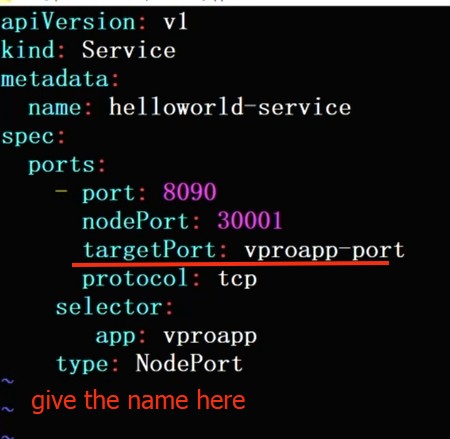 apiVersion: v1
kind: Service
metadata:
  name: helloworld-service
spec:
  ports:
    - port: 8090
      nodePort: 30001
      targetPort: vproapp-port
      protocol: tcp
    selector:
       app: vproapp
    type: NodePort
~
~ give the name here
~